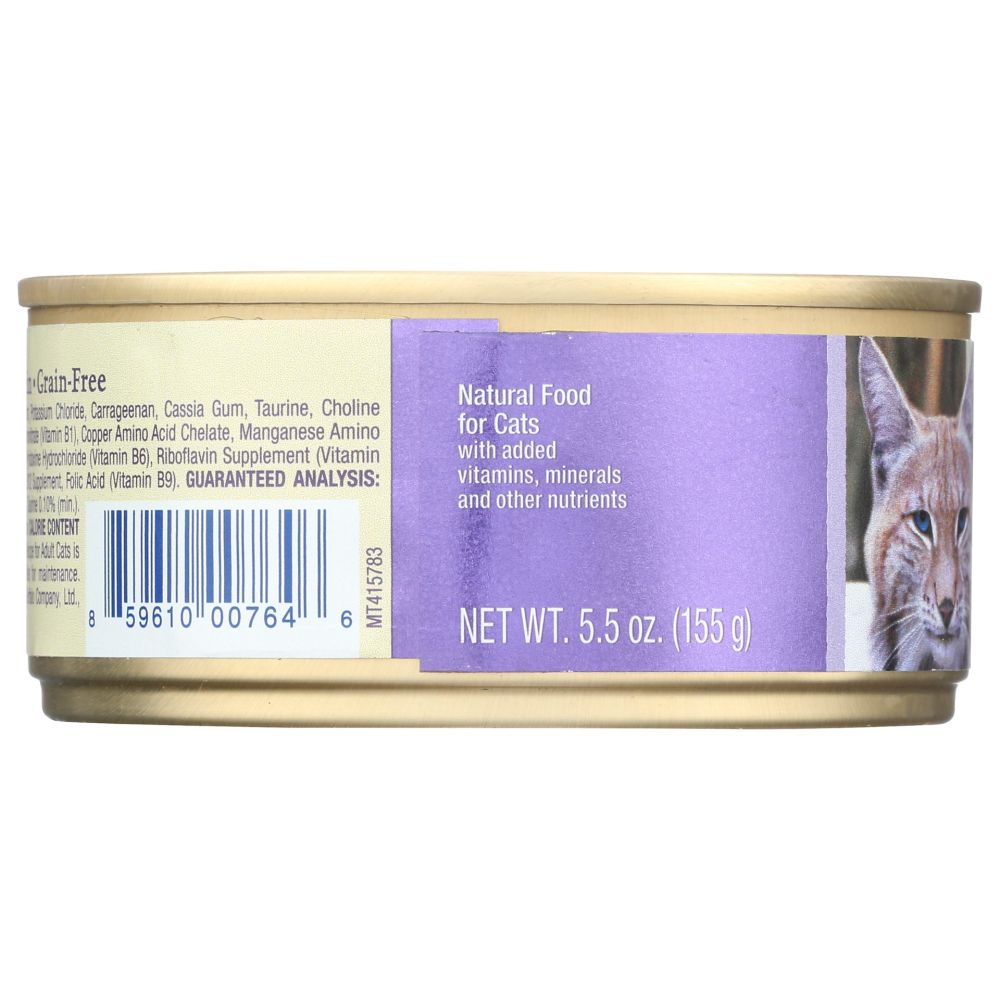 • Grain-Free
Potassium Chloride, Carrageenan, Cassia Gum, Taurine, Choline
(Vitamin B1), Copper Amino Acid Chelate, Manganese Amino
Hydrochloride (Vitamin B6), Riboflavin Supplement (Vitamin
Supplement, Folic Acid (Vitamin B9). GUARANTEED ANALYSIS:
0.10% (min.).
CALORIE CONTENT
for Adult Cats is
for maintenance.
Company, Ltd.,
8 59610 00764 6
MT415783
Natural Food
for Cats
with added
vitamins, minerals
and other nutrients
NET WT. 5.5 oz. (155 g)